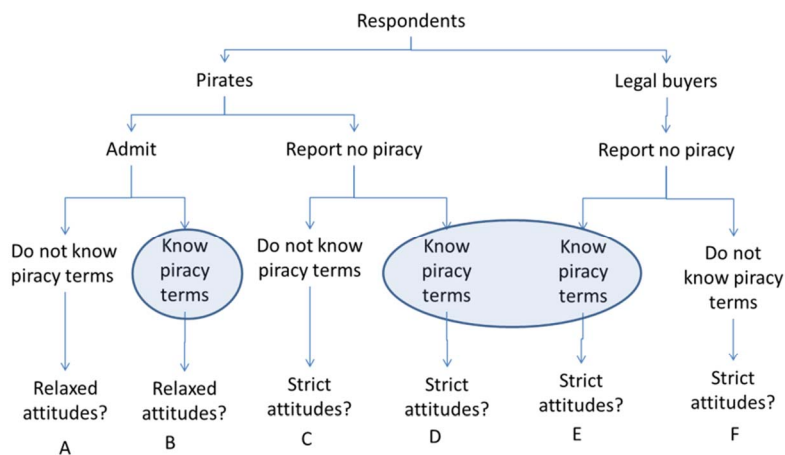 Respondents
Pirates
Legal buyers
Admit
Report no piracy
Report no piracy
Do not know
piracy terms
Know
piracy
terms
Do not know
piracy terms
Know
piracy
terms
Know
piracy
terms
Do not
know piracy
terms
Relaxed
attitudes?
A
Relaxed
attitudes?
B
Strict
attitudes?
C
Strict
attitudes?
D
Strict
attitudes?
E
Strict
attitudes?
F